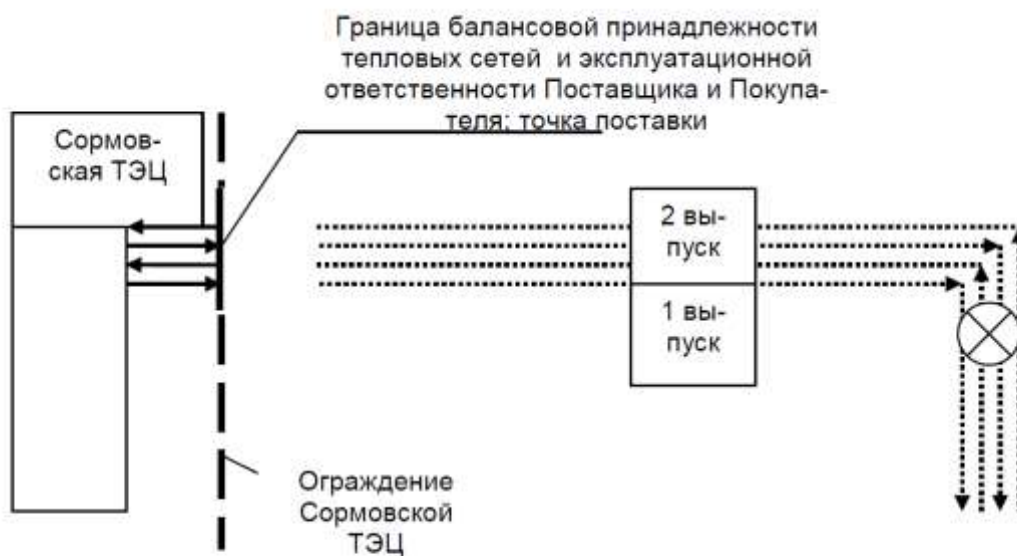 Граница балансовой принадлежности
тепловых сетей и эксплуатационной
ответственности Поставщика и Покупа-
теля; точка поставки
Сормов-
ская ТЭЦ
2 вы-
пуск
1 вы-
пуск
Ограждение
Сормовской
ТЭЦ